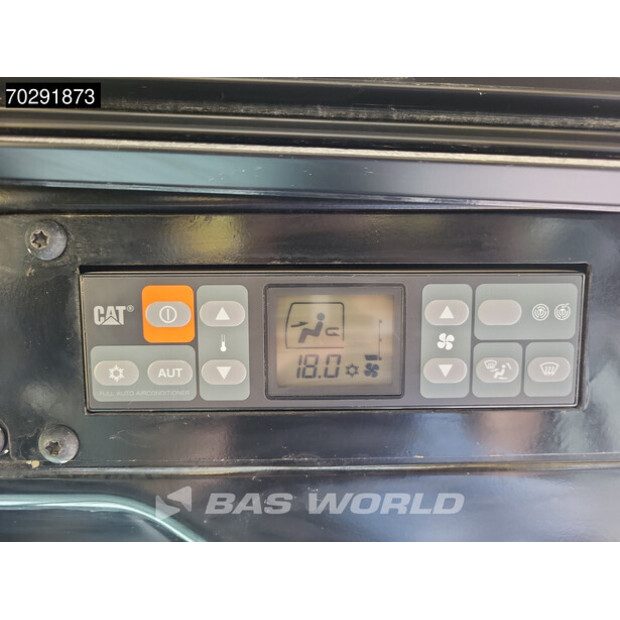 70291873
CAT®
AUT
FULL AUTO AIRCONDITIONER
18.0
BAS WORLD